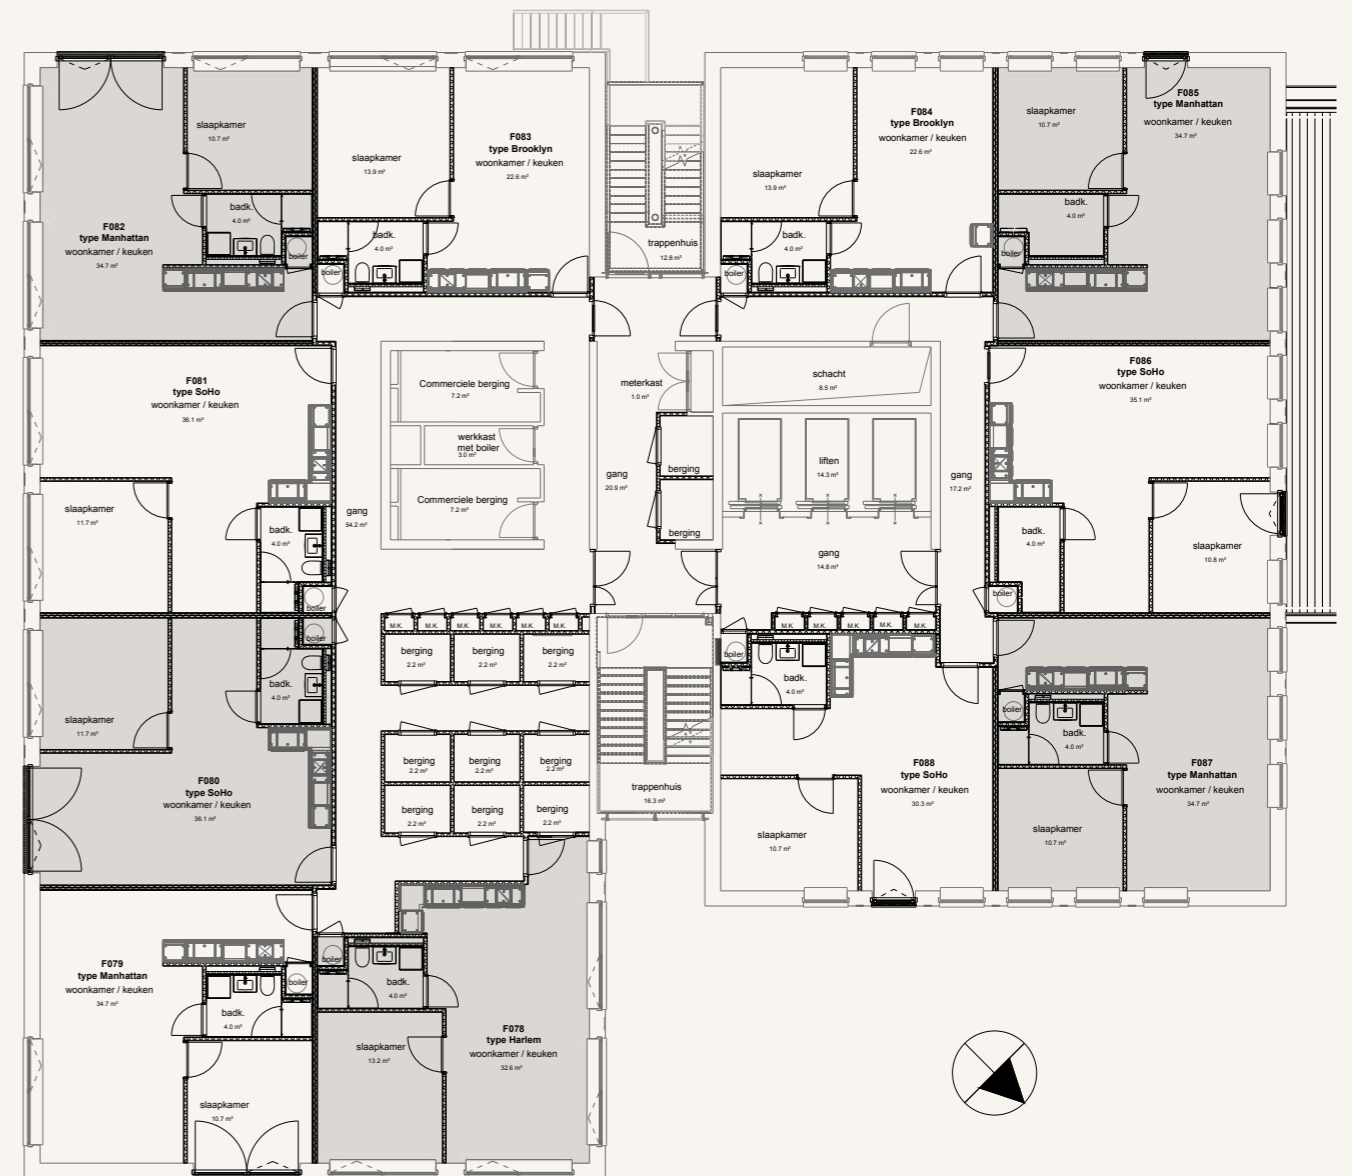 slaapkamer
10.7 m²
F082
type Manhattan
woonkamer / keuken
34.7 m²
badk.
4.0 m²
boiler
slaapkamer
13.9 m²
F083
type Brooklyn
woonkamer / keuken
22.6 m²
badk.
4.0 m²
boiler
trappenhuis
12.8 m²
slaapkamer
13.9 m²
F084
type Brooklyn
woonkamer / keuken
22.6 m²
badk.
4.0 m²
boiler
slaapkamer
10.7 m²
F085
type Manhattan
woonkamer / keuken
34.7 m²
badk.
4.0 m²
boiler
F081
type SoHo
woonkamer / keuken
36.1 m²
slaapkamer
11.7 m²
badk.
4.0 m²
boiler
gang
54.2 m²
Commerciele berging
7.2 m²
werkkast
met boiler
3.0 m²
Commerciele berging
7.2 m²
gang
20.9 m²
meterkast
1.0 m²
berging
berging
schacht
8.5 m²
liften
14.3 m²
gang
14.8 m²
gang
17.2 m²
F086
type SoHo
woonkamer / keuken
35.1 m²
badk.
4.0 m²
slaapkamer
10.8 m²
boiler
boiler
badk.
4.0 m²
slaapkamer
11.7 m²
F080
type SoHo
woonkamer / keuken
36.1 m²
M.K.
M.K.
M.K.
M.K.
M.K.
berging
2.2 m²
berging
2.2 m²
berging
2.2 m²
berging
2.2 m²
berging
2.2 m²
berging
2.2 m²
berging
2.2 m²
berging
2.2 m²
berging
2.2 m²
trappenhuis
16.3 m²
M.K.
M.K.
M.K.
M.K.
M.K.
boiler
badk.
4.0 m²
F088
type SoHo
woonkamer / keuken
30.3 m²
slaapkamer
10.7 m²
boiler
badk.
4.0 m²
F087
type Manhattan
woonkamer / keuken
34.7 m²
slaapkamer
10.7 m²
F079
type Manhattan
woonkamer / keuken
34.7 m²
boiler
badk.
4.0 m²
slaapkamer
10.7 m²
boiler
badk.
4.0 m²
slaapkamer
13.2 m²
F078
type Harlem
woonkamer / keuken
32.6 m²